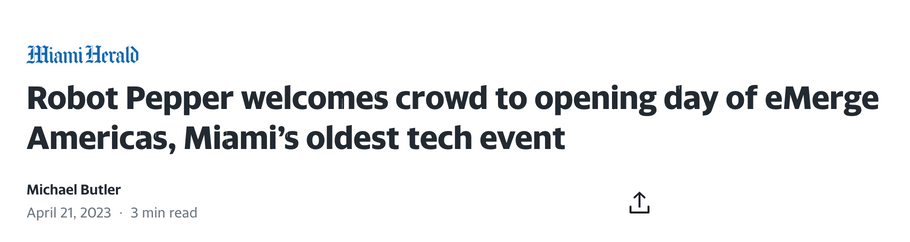 Miami Herald
Robot Pepper welcomes crowd to opening day of eMerge
Americas, Miami’s oldest tech event
Michael Butler
April 21, 2023 · 3 min read